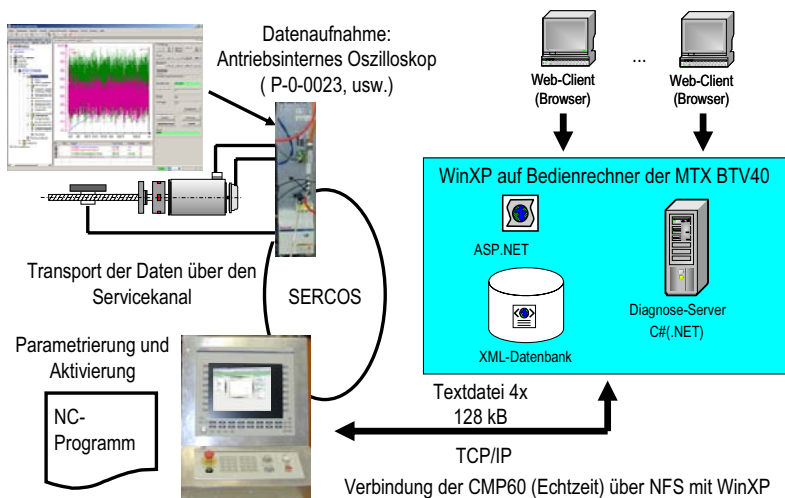 Datenaufnahme:
Antriebsinternes Oszilloskop
( P-0-0023, usw.)
Web-Client
(Browser)
...
Web-Client
(Browser)
WinXP auf Bedienrechner der MTX BTV40
ASP.NET
Diagnose-Server
C#(.NET)
XML-Datenbank
Transport der Daten über den
Servicekanal
SERCOS
Parametrierung und
Aktivierung
NC-
Programm
Textdatei 4x
128 kB
TCP/IP
Verbindung der CMP60 (Echtzeit) über NFS mit WinXP